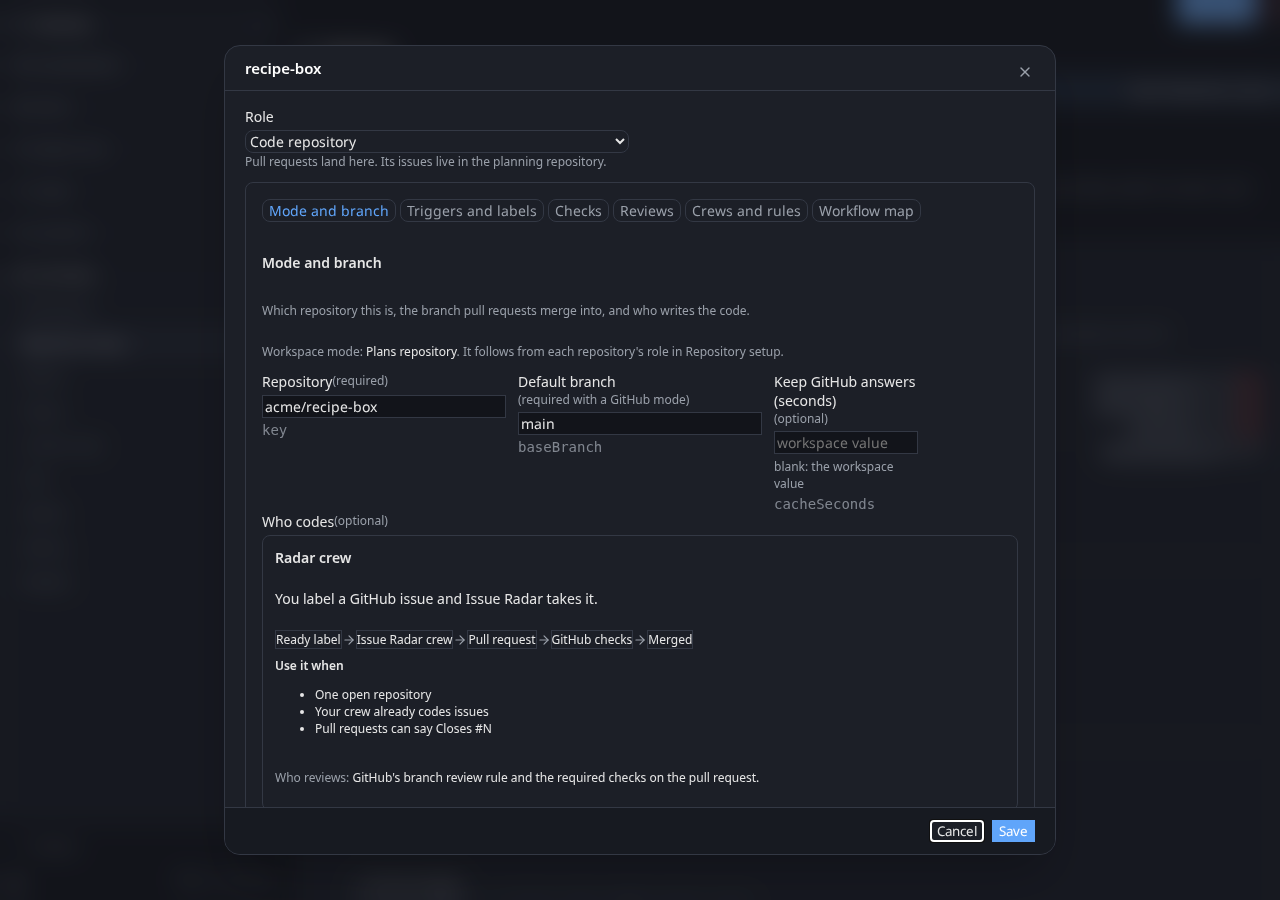 recipe-box
×
Role
Code repository
Pull requests land here. Its issues live in the planning repository.
Mode and branch Triggers and labels Checks Reviews Crews and rules Workflow map
Mode and branch
Which repository this is, the branch pull requests merge into, and who writes the code.
Workspace mode: Plans repository. It follows from each repository's role in Repository setup.
Repository(required)
acme/recipe-box
key
Default branch
(required with a GitHub mode)
main
baseBranch
Keep GitHub answers
(seconds)
(optional)
workspace value
blank: the workspace
value
cacheSeconds
Who codes(optional)
Radar crew
You label a GitHub issue and Issue Radar takes it.
Ready label → Issue Radar crew → Pull request → GitHub checks → Merged
Use it when
• One open repository
• Your crew already codes issues
• Pull requests can say Closes #N
Who reviews: GitHub's branch review rule and the required checks on the pull request.
Cancel Save